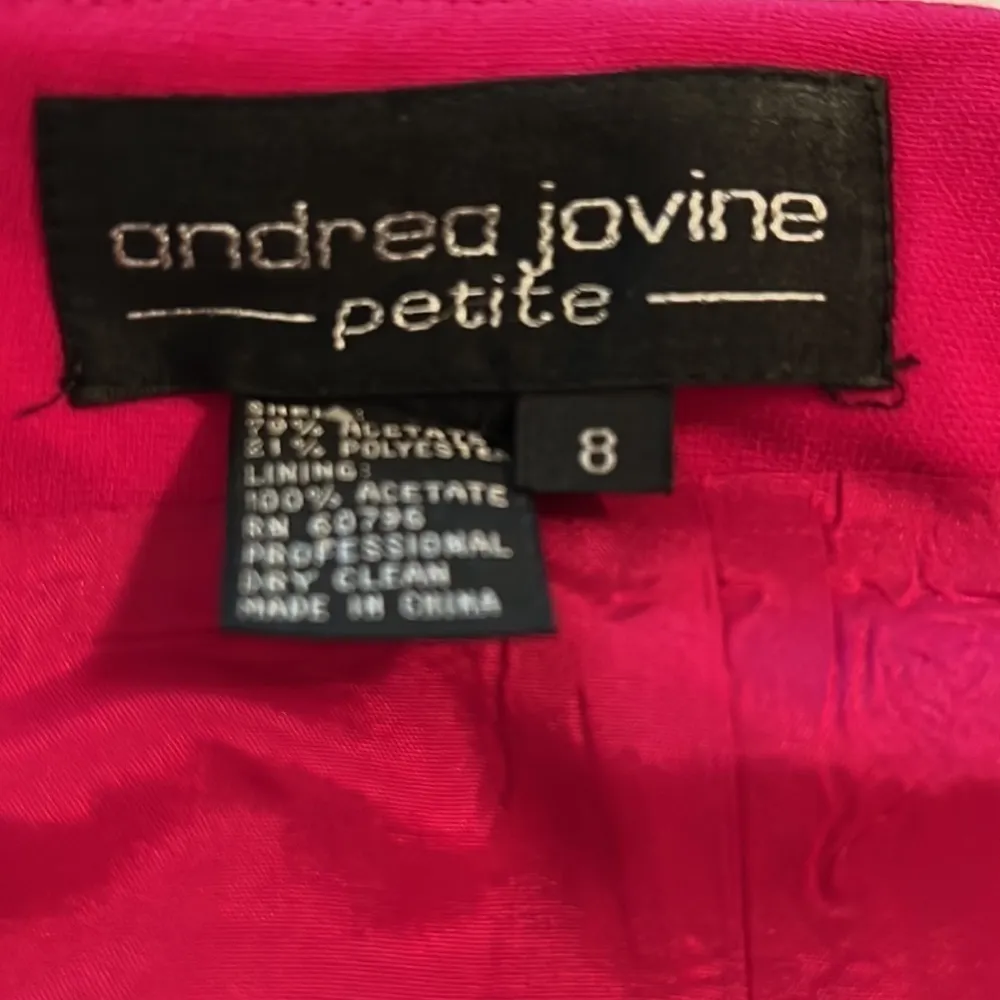 andrea jovine
petite
8
79% ACETATE
21% POLYESTER
LINING:
100% ACETATE
RN 60796
PROFESSIONAL
DRY CLEAN
MADE IN CHINA